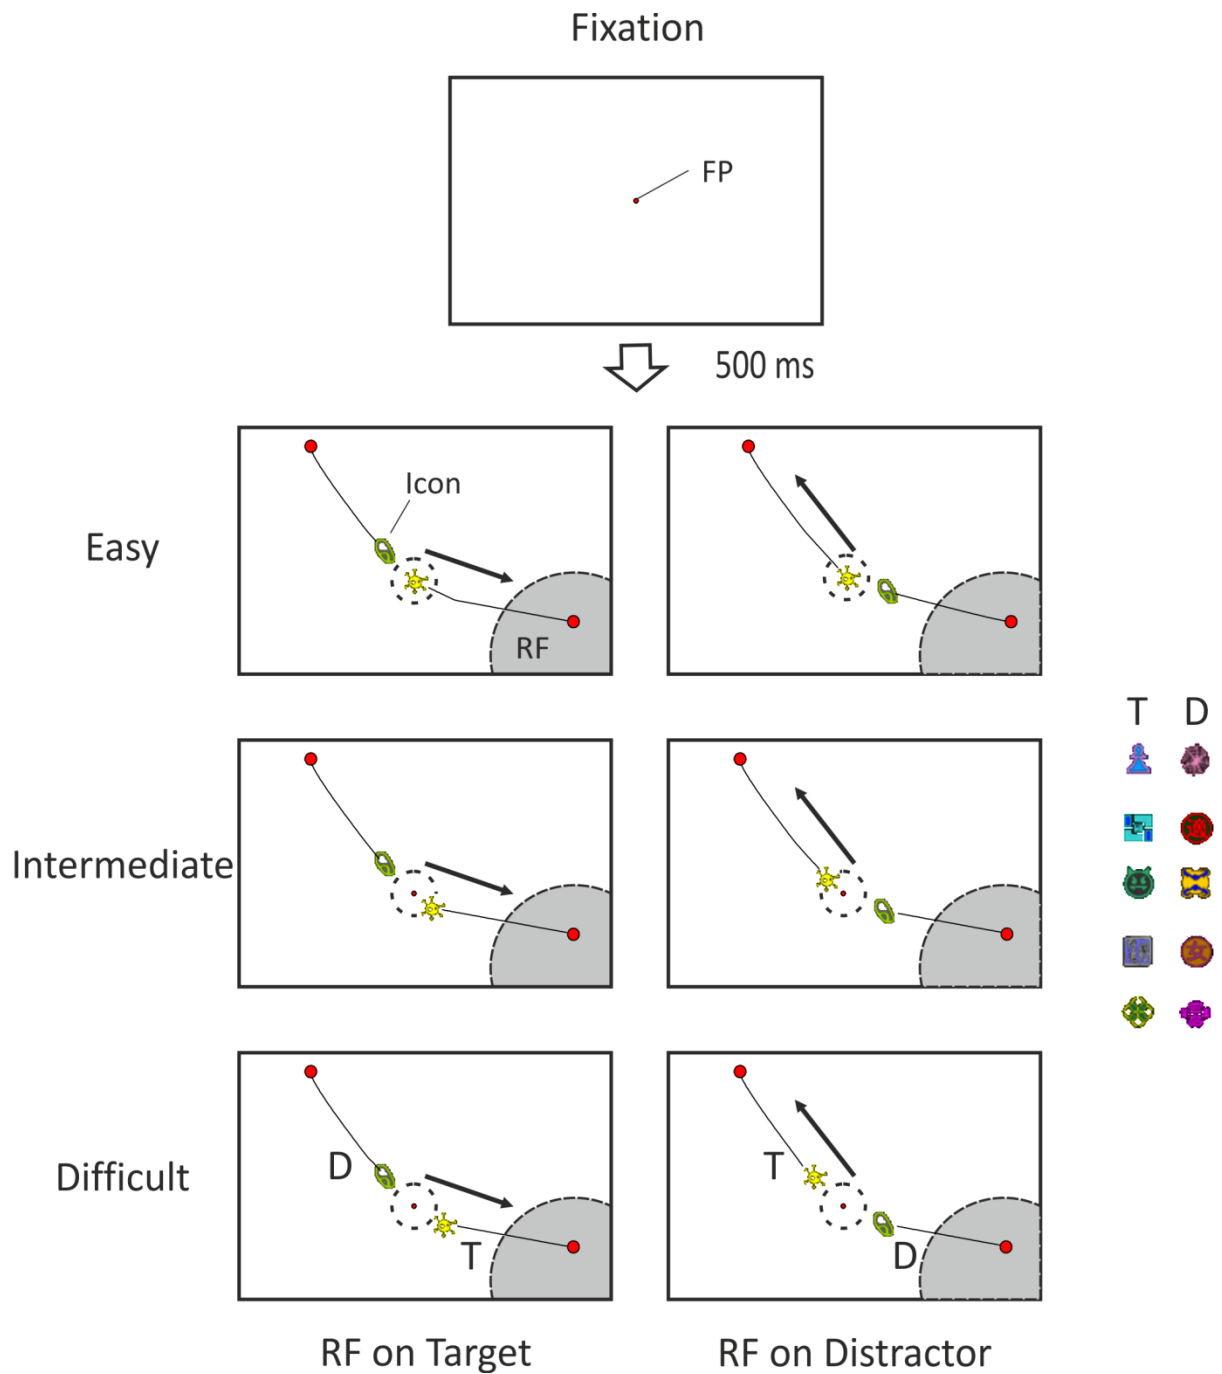 Fixation
FP
500 ms
Easy
Icon
RF
T D
Intermediate
Difficult
D
T
T
D
RF on Target
RF on Distractor